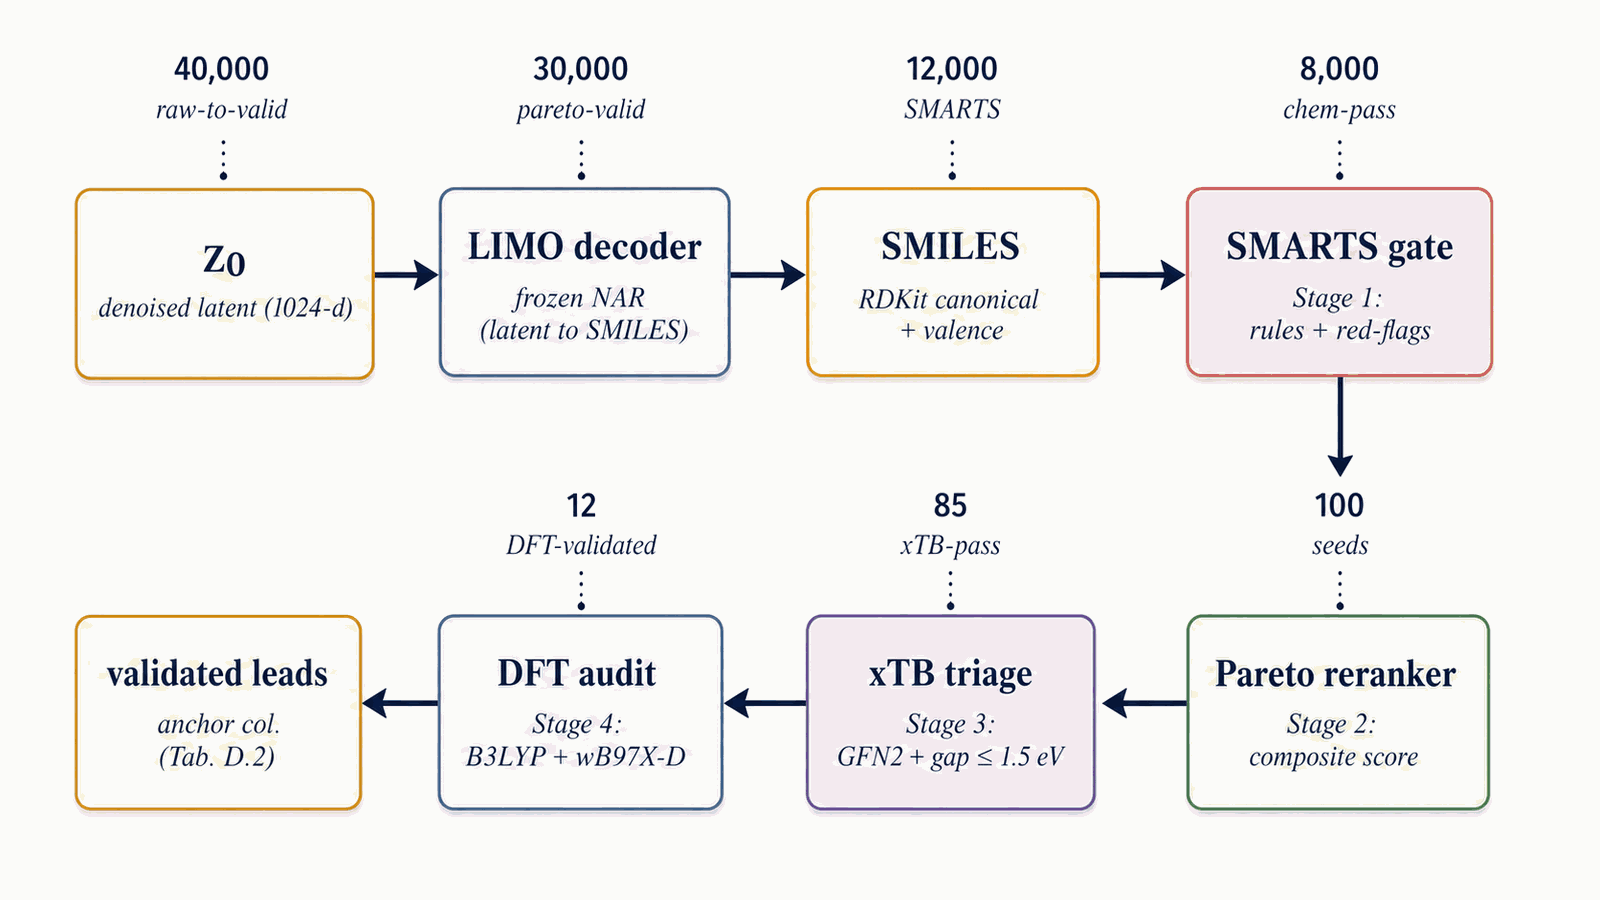 40,000
raw-to-valid
30,000
pareto-valid
12,000
SMARTS
8,000
chem-pass
z0
denoised latent (1024-d)
LIMO decoder
frozen NAR
(latent to SMILES)
SMILES
RDKit canonical
+ valence
SMARTS gate
Stage 1:
rules + red-flags
100
seeds
85
xTB-pass
12
DFT-validated
Pareto reranker
Stage 2:
composite score
xTB triage
Stage 3:
GFN2 + gap ≤ 1.5 eV
DFT audit
Stage 4:
B3LYP + wB97X-D
validated leads
anchor col.
(Tab. D.2)